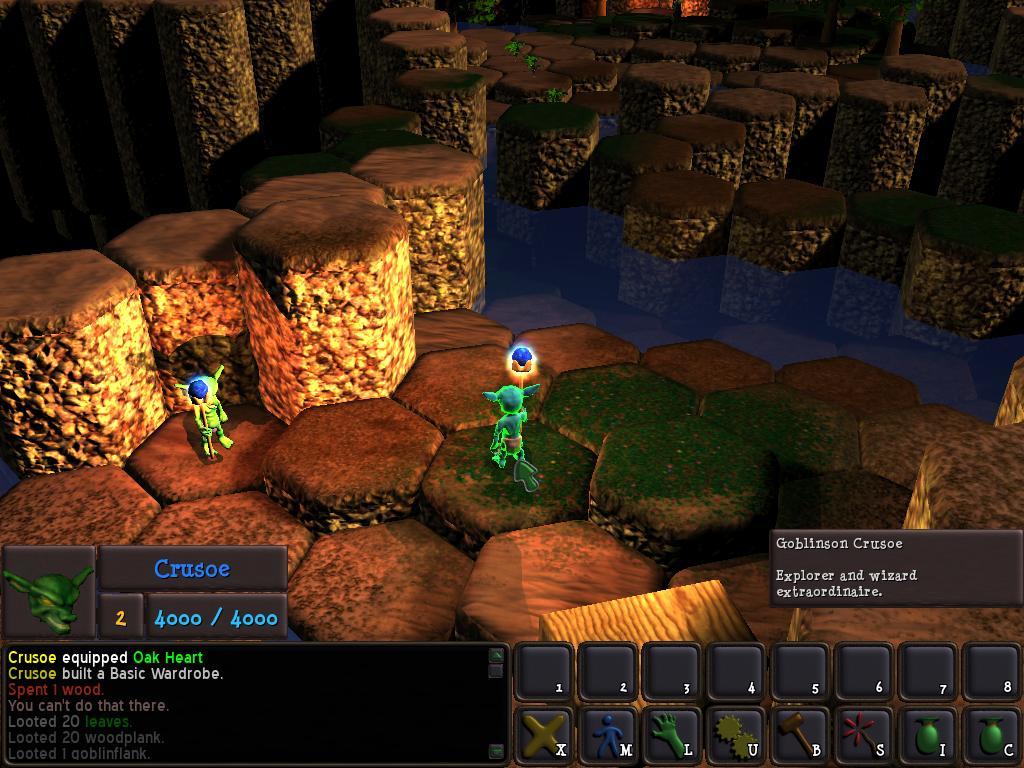 Goblinson Crusoe
Explorer and wizard
extraordinaire.
Crusoe
2
4000 / 4000
Crusoe equipped Oak Heart
Crusoe built a Basic Wardrobe.
Spent 1 wood.
You can't do that there.
Looted 20 leaves.
Looted 20 woodplank.
Looted 1 goblinflank.
1 2 3 4 5 6 7 8
X M L U B S I C